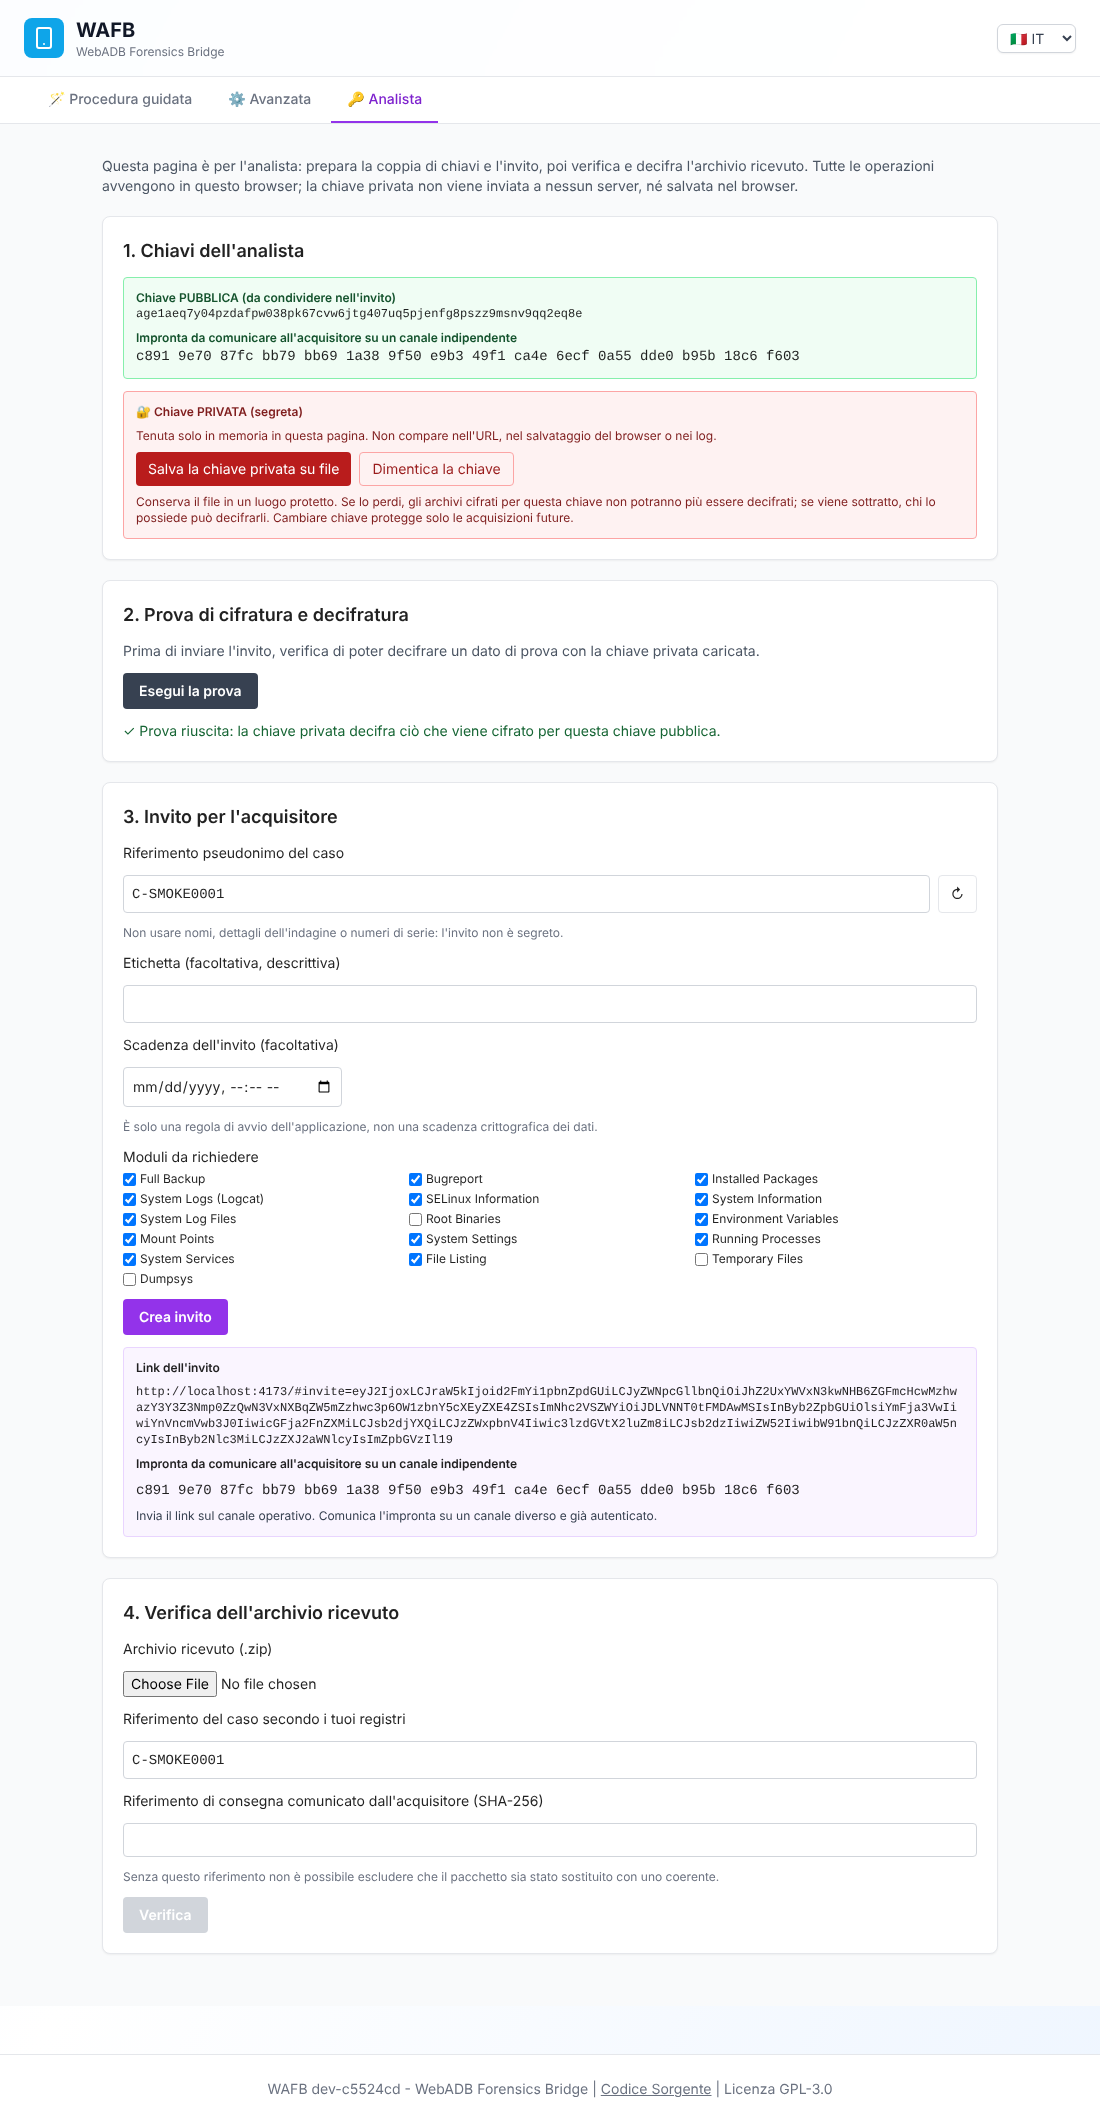 WAFB
WebADB Forensics Bridge
🇮🇹 IT
🪄 Procedura guidata
⚙️ Avanzata
🔑 Analista
Questa pagina è per l'analista: prepara la coppia di chiavi e l'invito, poi verifica e decifra l'archivio ricevuto. Tutte le operazioni
avvengono in questo browser; la chiave privata non viene inviata a nessun server, né salvata nel browser.
1. Chiavi dell'analista
Chiave PUBBLICA (da condividere nell'invito)
age1aeq7y04pzdafpw038pk67cvw6jtg407uq5pjenfg8pszz9msnv9qq2eq8e
Impronta da comunicare all'acquisitore su un canale indipendente
c891 9e70 87fc bb79 bb69 1a38 9f50 e9b3 49f1 ca4e 6ecf 0a55 dde0 b95b 18c6 f603
🔐 Chiave PRIVATA (segreta)
Tenuta solo in memoria in questa pagina. Non compare nell'URL, nel salvataggio del browser o nei log.
Salva la chiave privata su file
Dimentica la chiave
Conserva il file in un luogo protetto. Se lo perdi, gli archivi cifrati per questa chiave non potranno più essere decifrati; se viene sottratto, chi lo
possiede può decifrarli. Cambiare chiave protegge solo le acquisizioni future.
2. Prova di cifratura e decifratura
Prima di inviare l'invito, verifica di poter decifrare un dato di prova con la chiave privata caricata.
Esegui la prova
✓ Prova riuscita: la chiave privata decifra ciò che viene cifrato per questa chiave pubblica.
3. Invito per l'acquisitore
Riferimento pseudonimo del caso
C-SMOKE0001
↻
Non usare nomi, dettagli dell'indagine o numeri di serie: l'invito non è segreto.
Etichetta (facoltativa, descrittiva)
Scadenza dell'invito (facoltativa)
mm/dd/yyyy, --:-- --
È solo una regola di avvio dell'applicazione, non una scadenza crittografica dei dati.
Moduli da richiedere
Full Backup
Bugreport
Installed Packages
System Logs (Logcat)
SELinux Information
System Information
System Log Files
Root Binaries
Environment Variables
Mount Points
System Settings
Running Processes
System Services
File Listing
Temporary Files
Dumpsys
Crea invito
Link dell'invito
http://localhost:4173/#invite=eyJ2IjoxLCJraW5kIjoid2FmYi1pbnZpdGUiLCJyZWNpcGllbnQiOiJhZ2UxYWVxN3kwNHB6ZGFmcHcwMzhw
azY3Y3Z3Nmp0ZzQwN3VxNXBqZW5mZzhwc3p6OW1zbnY5cXEyZXE4ZSIsImNhc2VSZWYiOiJDLVNNT0tFMDAwMSIsInByb2ZpbGUiOlsiYmFja3VwIi
wiYnVncmVwb3J0IiwicGFja2FnZXMiLCJsb2djYXQiLCJzZWxpbnV4Iiwic3lzdGVtX2luZm8iLCJsb2dzIiwiZW52IiwibW91bnQiLCJzZXR0aW5n
cyIsInByb2Nlc3MiLCJzZXJ2aWNlcyIsImZpbGVzIl19
Impronta da comunicare all'acquisitore su un canale indipendente
c891 9e70 87fc bb79 bb69 1a38 9f50 e9b3 49f1 ca4e 6ecf 0a55 dde0 b95b 18c6 f603
Invia il link sul canale operativo. Comunica l'impronta su un canale diverso e già autenticato.
4. Verifica dell'archivio ricevuto
Archivio ricevuto (.zip)
Choose File No file chosen
Riferimento del caso secondo i tuoi registri
C-SMOKE0001
Riferimento di consegna comunicato dall'acquisitore (SHA-256)
Senza questo riferimento non è possibile escludere che il pacchetto sia stato sostituito con uno coerente.
Verifica
WAFB dev-c5524cd - WebADB Forensics Bridge | Codice Sorgente | Licenza GPL-3.0